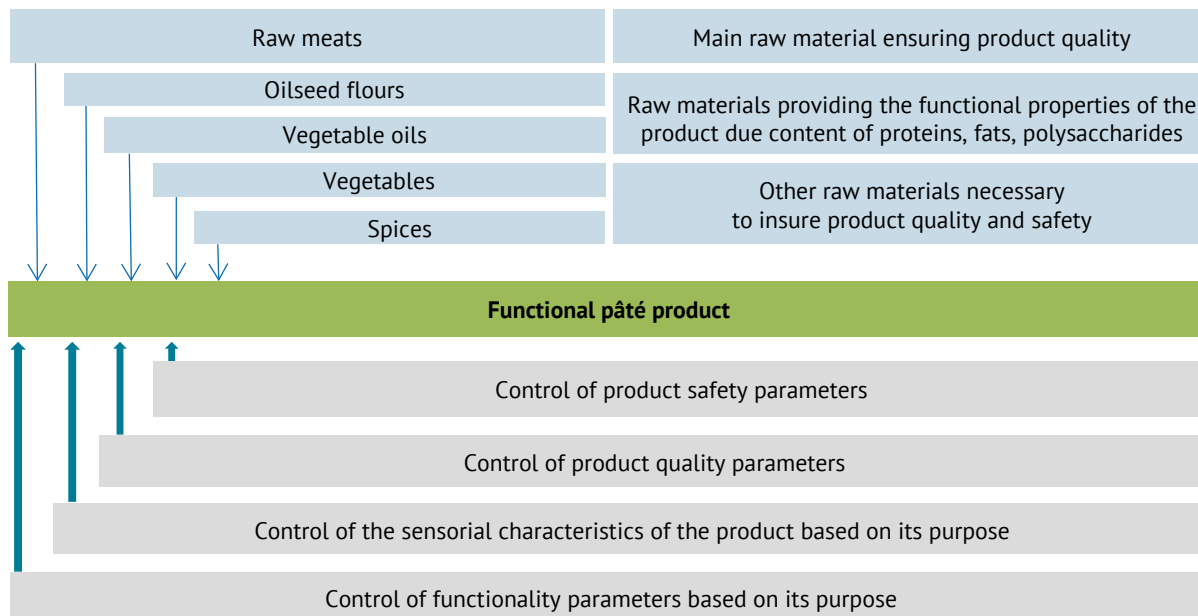 Raw meats
Main raw material ensuring product quality
Oilseed flours
Raw materials providing the functional properties of the
product due content of proteins, fats, polysaccharides
Vegetable oils
Vegetables
Other raw materials necessary
to insure product quality and safety
Spices
Functional pâté product
Control of product safety parameters
Control of product quality parameters
Control of the sensorial characteristics of the product based on its purpose
Control of functionality parameters based on its purpose